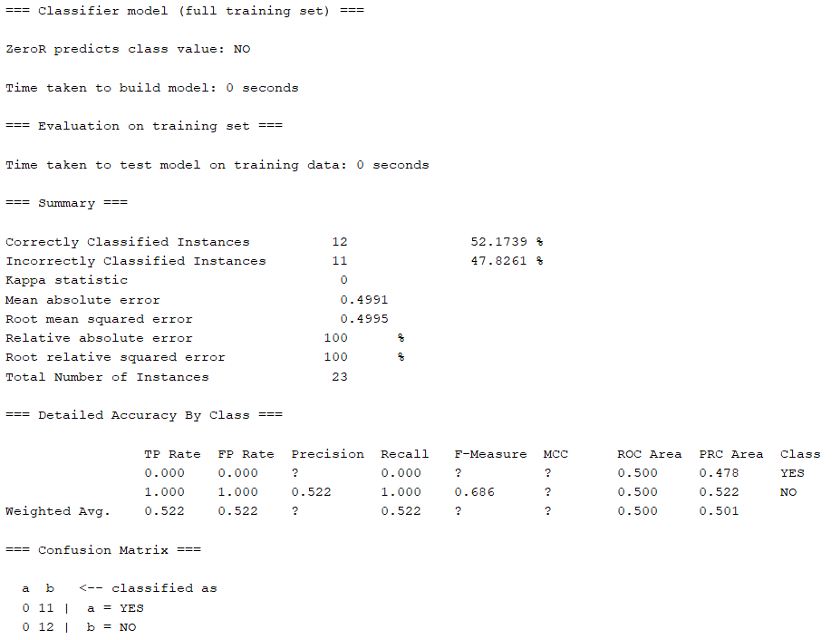 === Classifier model (full training set) ===
ZeroR predicts class value: NO
Time taken to build model: 0 seconds
=== Evaluation on training set ===
Time taken to test model on training data: 0 seconds
=== Summary ===
Correctly Classified Instances          12               52.1739 %
Incorrectly Classified Instances        11               47.8261 %
Kappa statistic                          0
Mean absolute error                      0.4991
Root mean squared error                  0.4995
Relative absolute error                100      %
Root relative squared error            100      %
Total Number of Instances               23
=== Detailed Accuracy By Class ===
                 TP Rate  FP Rate  Precision  Recall   F-Measure  MCC      ROC Area  PRC Area  Class
                 0.000    0.000    ?          0.000    ?          ?        0.500     0.478     YES
                 1.000    1.000    0.522      1.000    0.686      ?        0.500     0.522     NO
Weighted Avg.    0.522    0.522    ?          0.522    ?          ?        0.500     0.501
=== Confusion Matrix ===
  a  b   <-- classified as
  0 11 |  a = YES
  0 12 |  b = NO